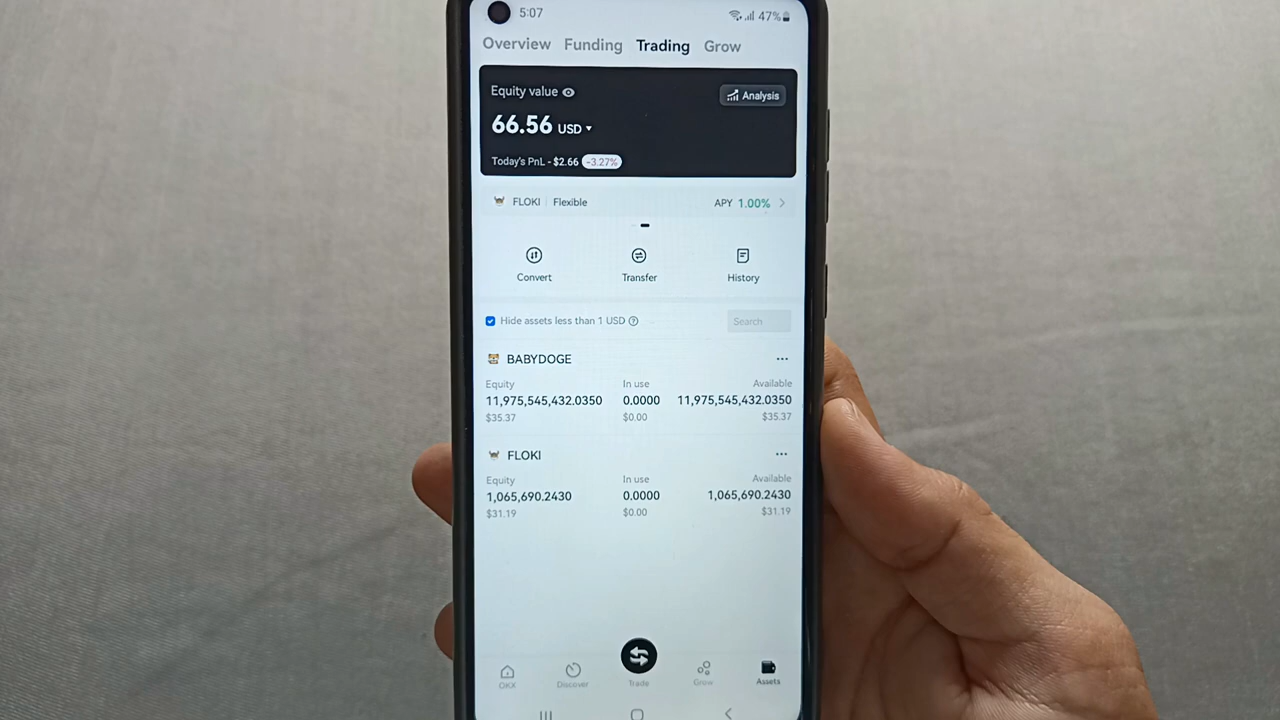 5:07 47%
Overview Funding Trading Grow
Equity value Analysis
66.56 USD
Today's PnL - $2.66 -3.27%
FLOKI Flexible APY 1.00%
Convert Transfer History
Hide assets less than 1 USD Search
BABYDOGE
Equity In use Available
11,975,545,432.0350 0.0000 11,975,545,432.0350
$35.37 $0.00 $35.37
FLOKI
Equity In use Available
1,065,690.2430 0.0000 1,065,690.2430
$31.19 $0.00 $31.19
OKX Discover Trade Grow Assets